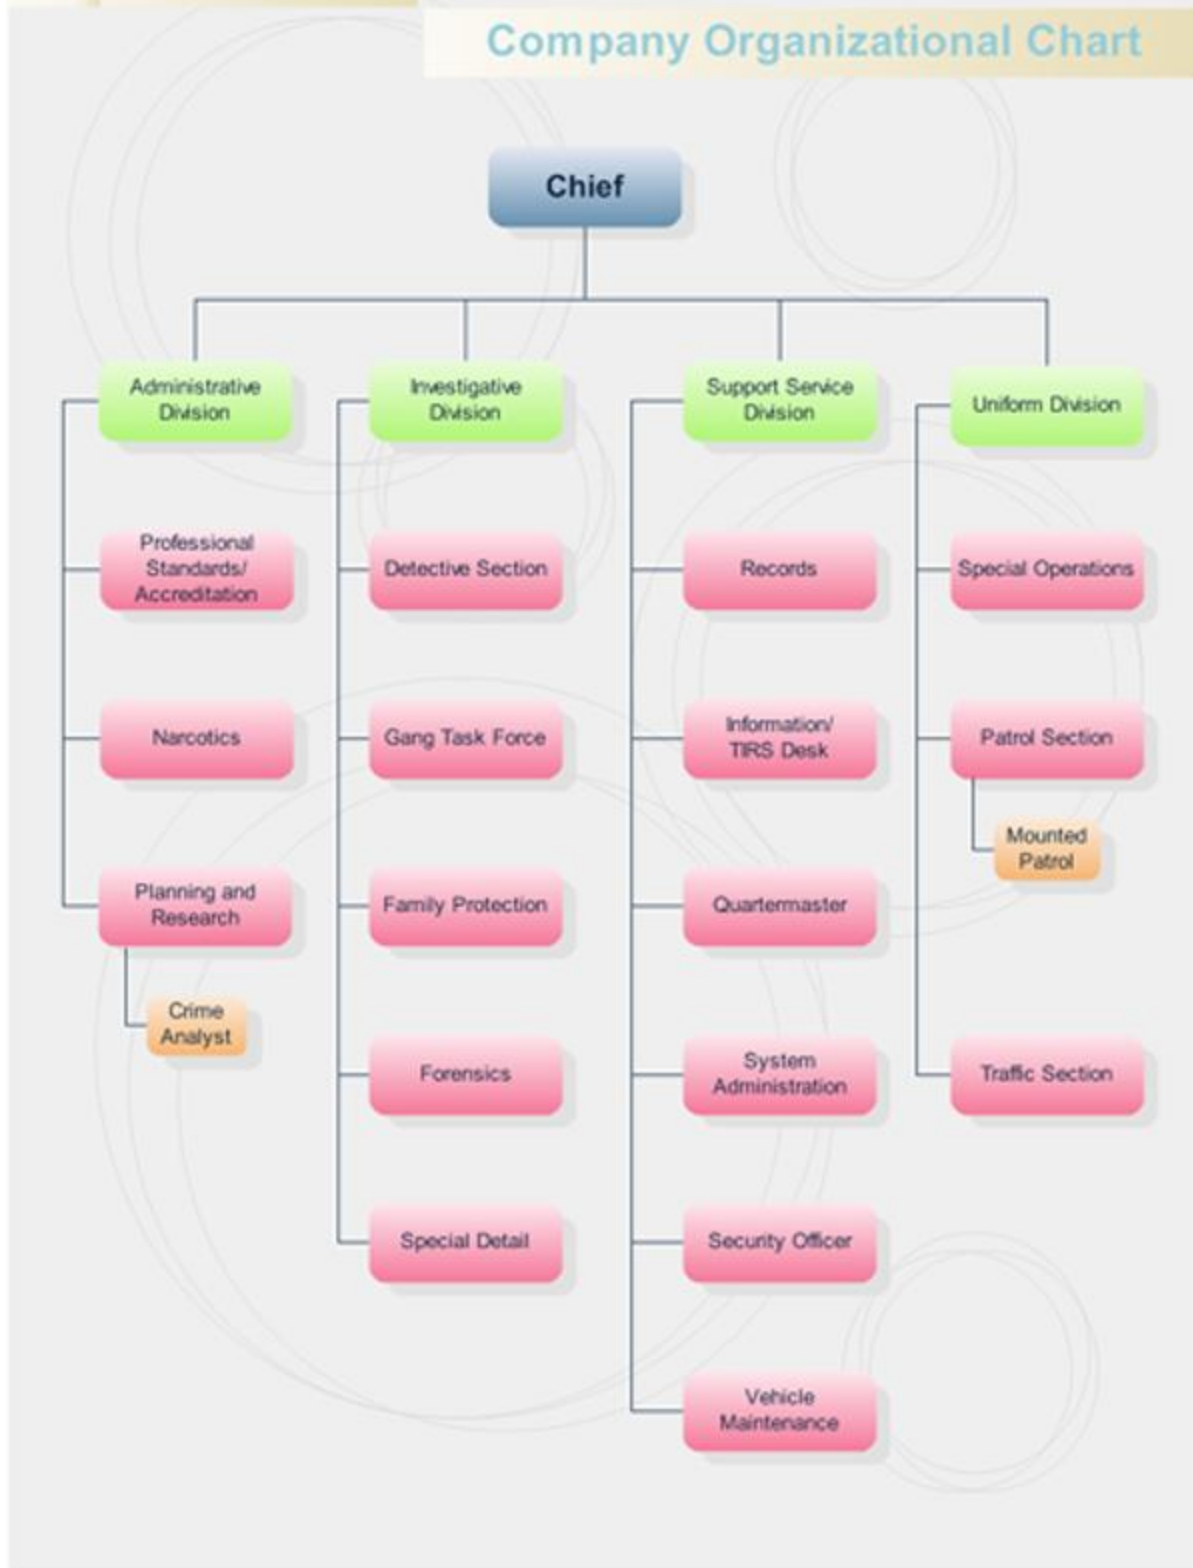 Company Organizational Chart
Chief
Administrative
Division
Investigative
Division
Support Service
Division
Uniform Division
Professional
Standards/
Accreditation
Detective Section
Records
Special Operations
Narcotics
Gang Task Force
Information/
TIRS Desk
Patrol Section
Mounted
Patrol
Planning and
Research
Family Protection
Quartermaster
Crime
Analyst
Forensics
System
Administration
Traffic Section
Special Detail
Security Officer
Vehicle
Maintenance